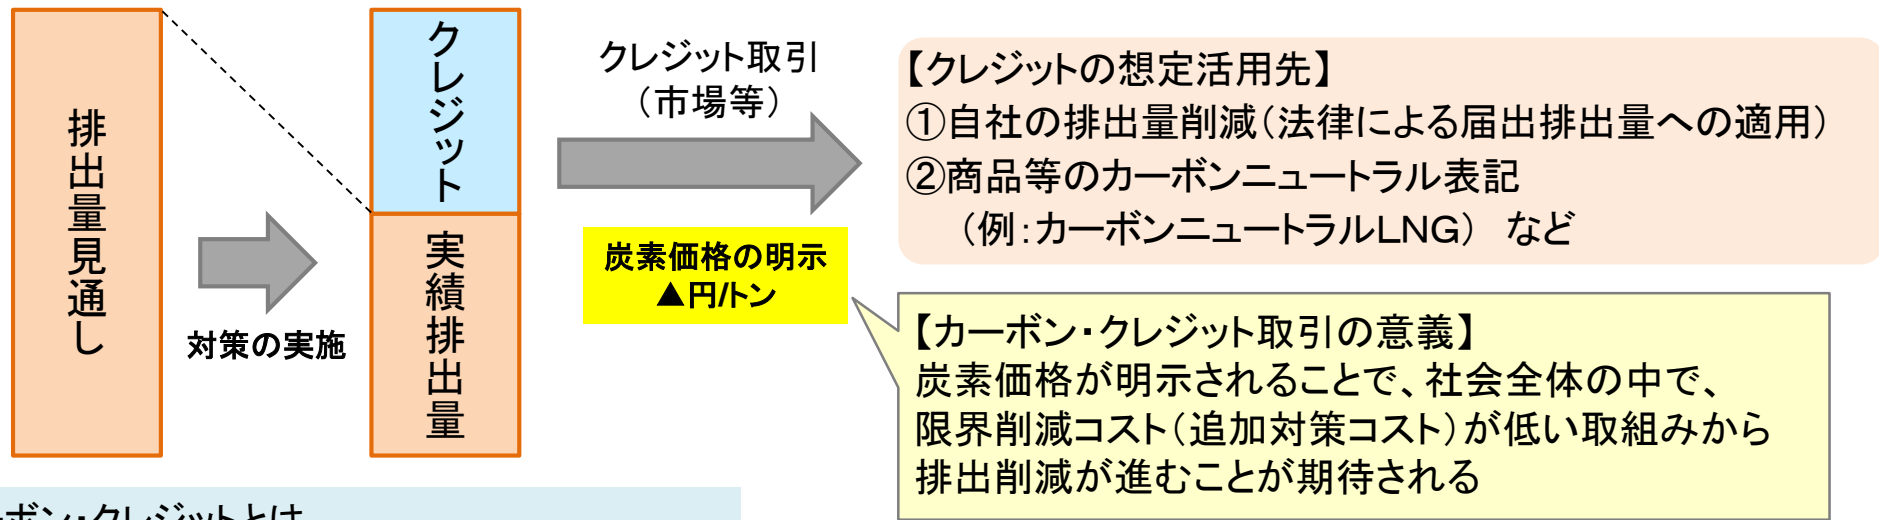 排出量見通し
対策の実施
クレジット
実績排出量
クレジット取引
（市場等）
炭素価格の明示
▲円/トン
【クレジットの想定活用先】
①自社の排出量削減（法律による届出排出量への適用）
②商品等のカーボンニュートラル表記
（例：カーボンニュートラルLNG） など
【カーボン・クレジット取引の意義】
炭素価格が明示されることで、社会全体の中で、
限界削減コスト（追加対策コスト）が低い取組みから
排出削減が進むことが期待される
ボン・クレジットとは